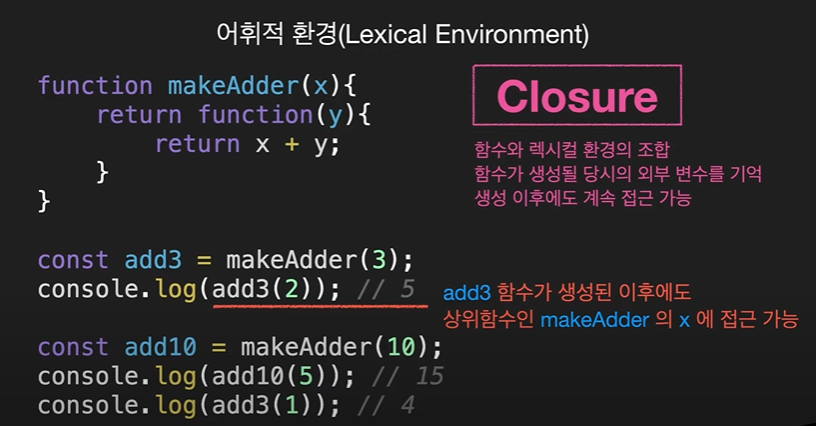 어휘적 환경(Lexical Environment)
function makeAdder(x){
    return function(y){
        return x + y;
    }
}
Closure
함수와 렉시컬 환경의 조합
함수가 생성될 당시의 외부 변수를 기억
생성 이후에도 계속 접근 가능
const add3 = makeAdder(3);
console.log(add3(2)); // 5
add3 함수가 생성된 이후에도
상위함수인 makeAdder 의 x 에 접근 가능
const add10 = makeAdder(10);
console.log(add10(5)); // 15
console.log(add3(1)); // 4